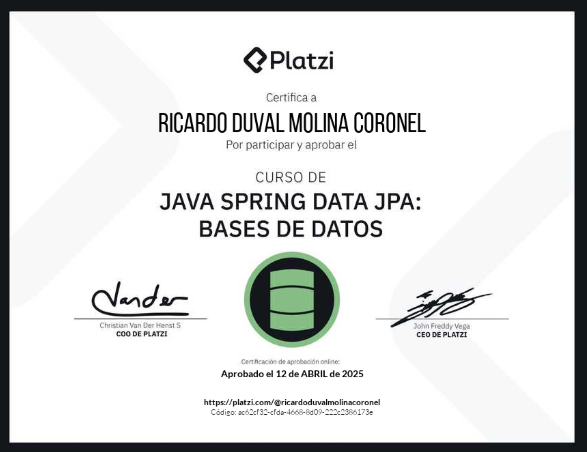 Platzi
Certifica a
RICARDO DUVAL MOLINA CORONEL
Por participar y aprobar el
CURSO DE
JAVA SPRING DATA JPA:
BASES DE DATOS
Vander
Christian Van Der Henst S
COO DE PLATZI
John Freddy Vega
CEO DE PLATZI
Certificación de aprobación online:
Aprobado el 12 de ABRIL de 2025
https://platzi.com/@ricardoduvalmolinacoronel
Código: ac62cf32-cfda-4668-8d09-222c2386173e